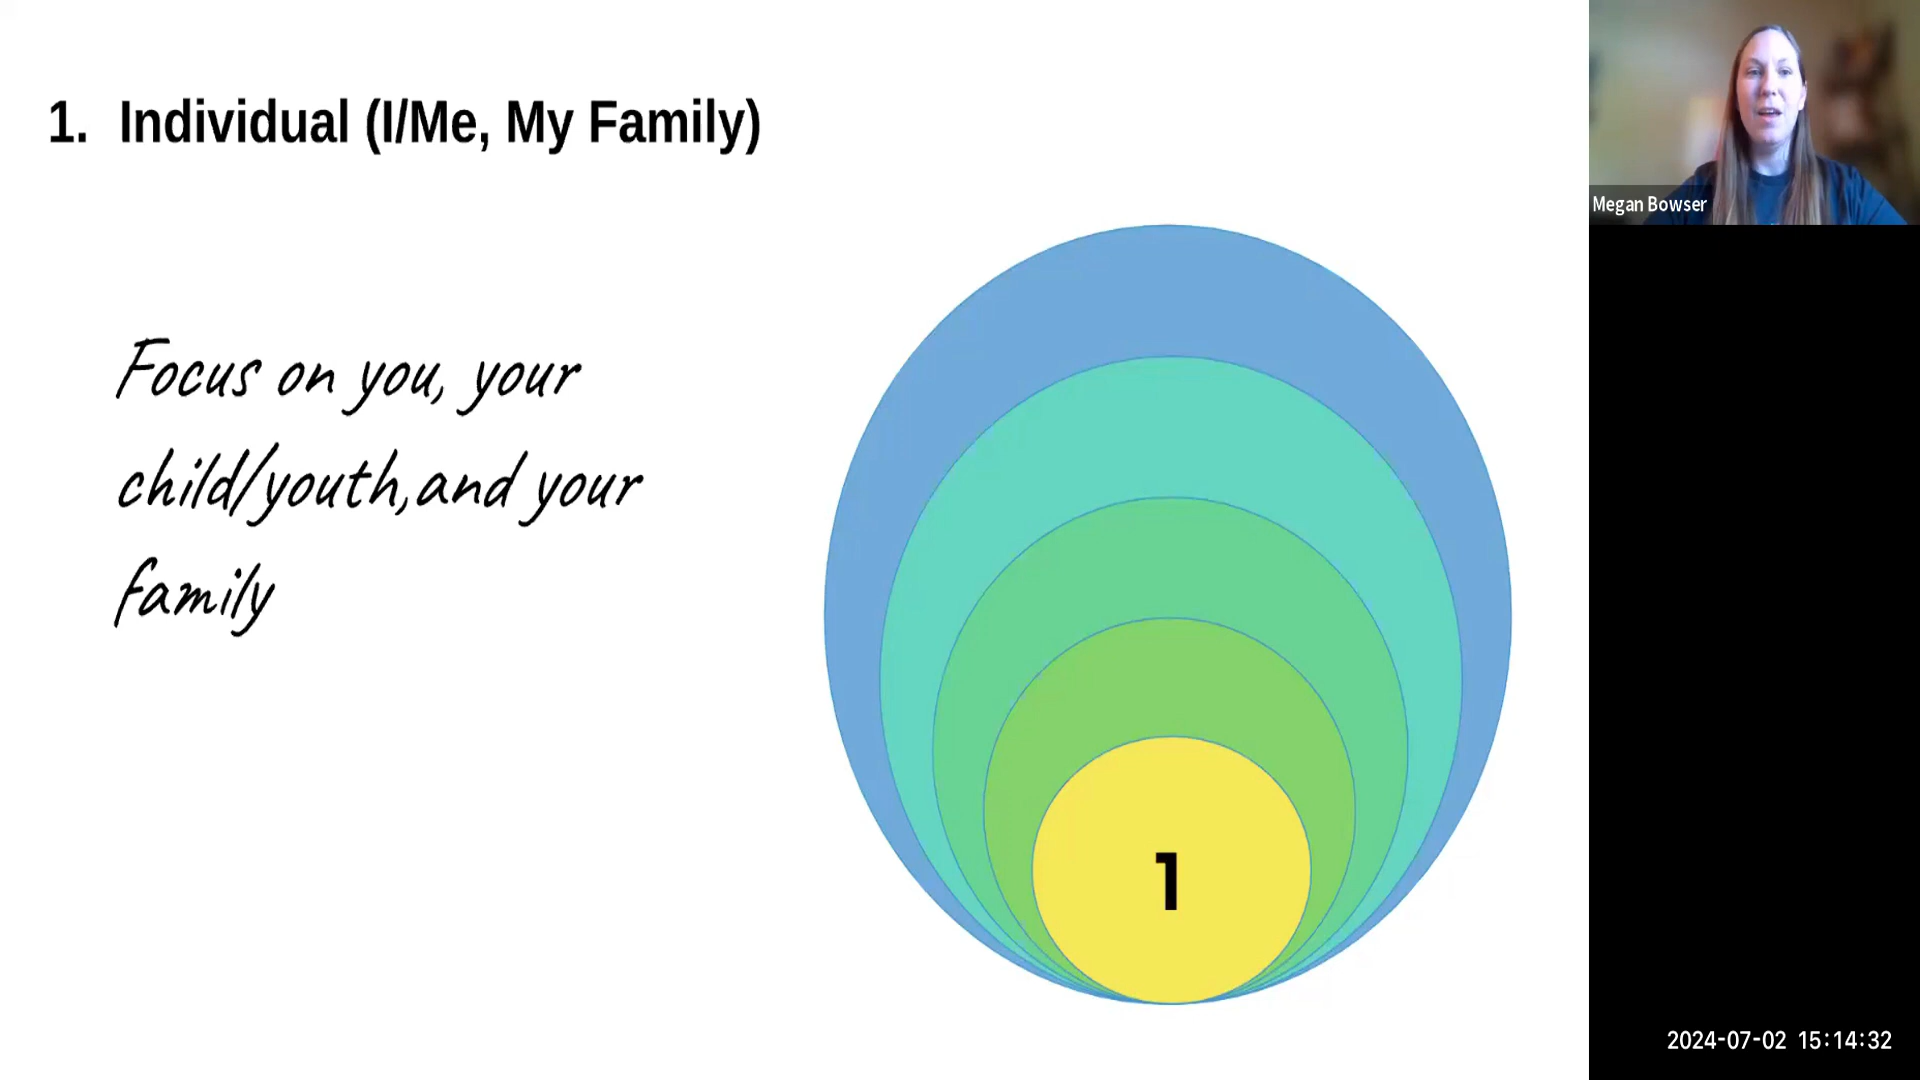 1. Individual (I/Me, My Family)
Focus on you, your
child/youth,and your
family
1
Megan Bowser
2024-07-02 15:14:32